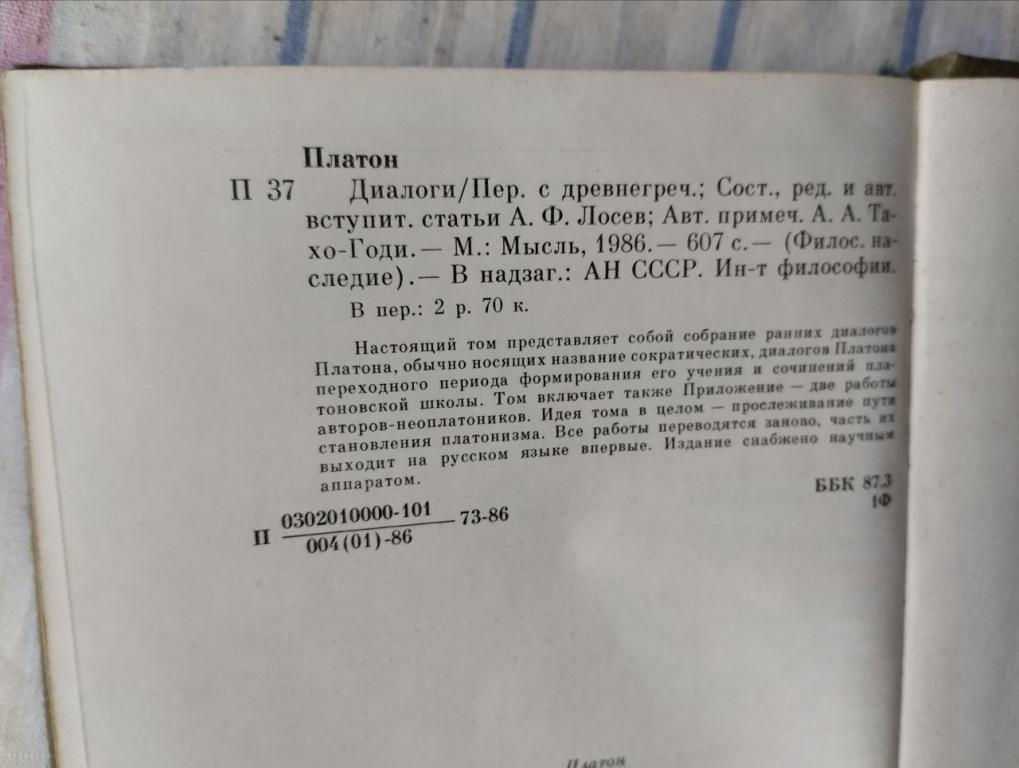 Платон
П 37 Диалоги/Пер. с древнегреч.; Сост., ред. и авт.
вступит. статьи А. Ф. Лосев; Авт. примеч. А. А. Та-
хо-Годи.— М.: Мысль, 1986.— 607 с.— (Филос. на-
следие).— В надзаг.: АН СССР. Ин-т философии.
В пер.: 2 р. 70 к.
Настоящий том представляет собой собрание ранних диалогов
Платона, обычно носящих название сократических, диалогов Платона
переходного периода формирования его учения и сочинений пла-
тоновской школы. Том включает также Приложение — две работы
авторов-неоплатоников. Идея тома в целом — прослеживание пути
становления платонизма. Все работы переводятся заново, часть их
выходит на русском языке впервые. Издание снабжено научным
аппаратом.
П 0302010000-101 73-86
004(01)-86
ББК 87.3
1Ф
Платон